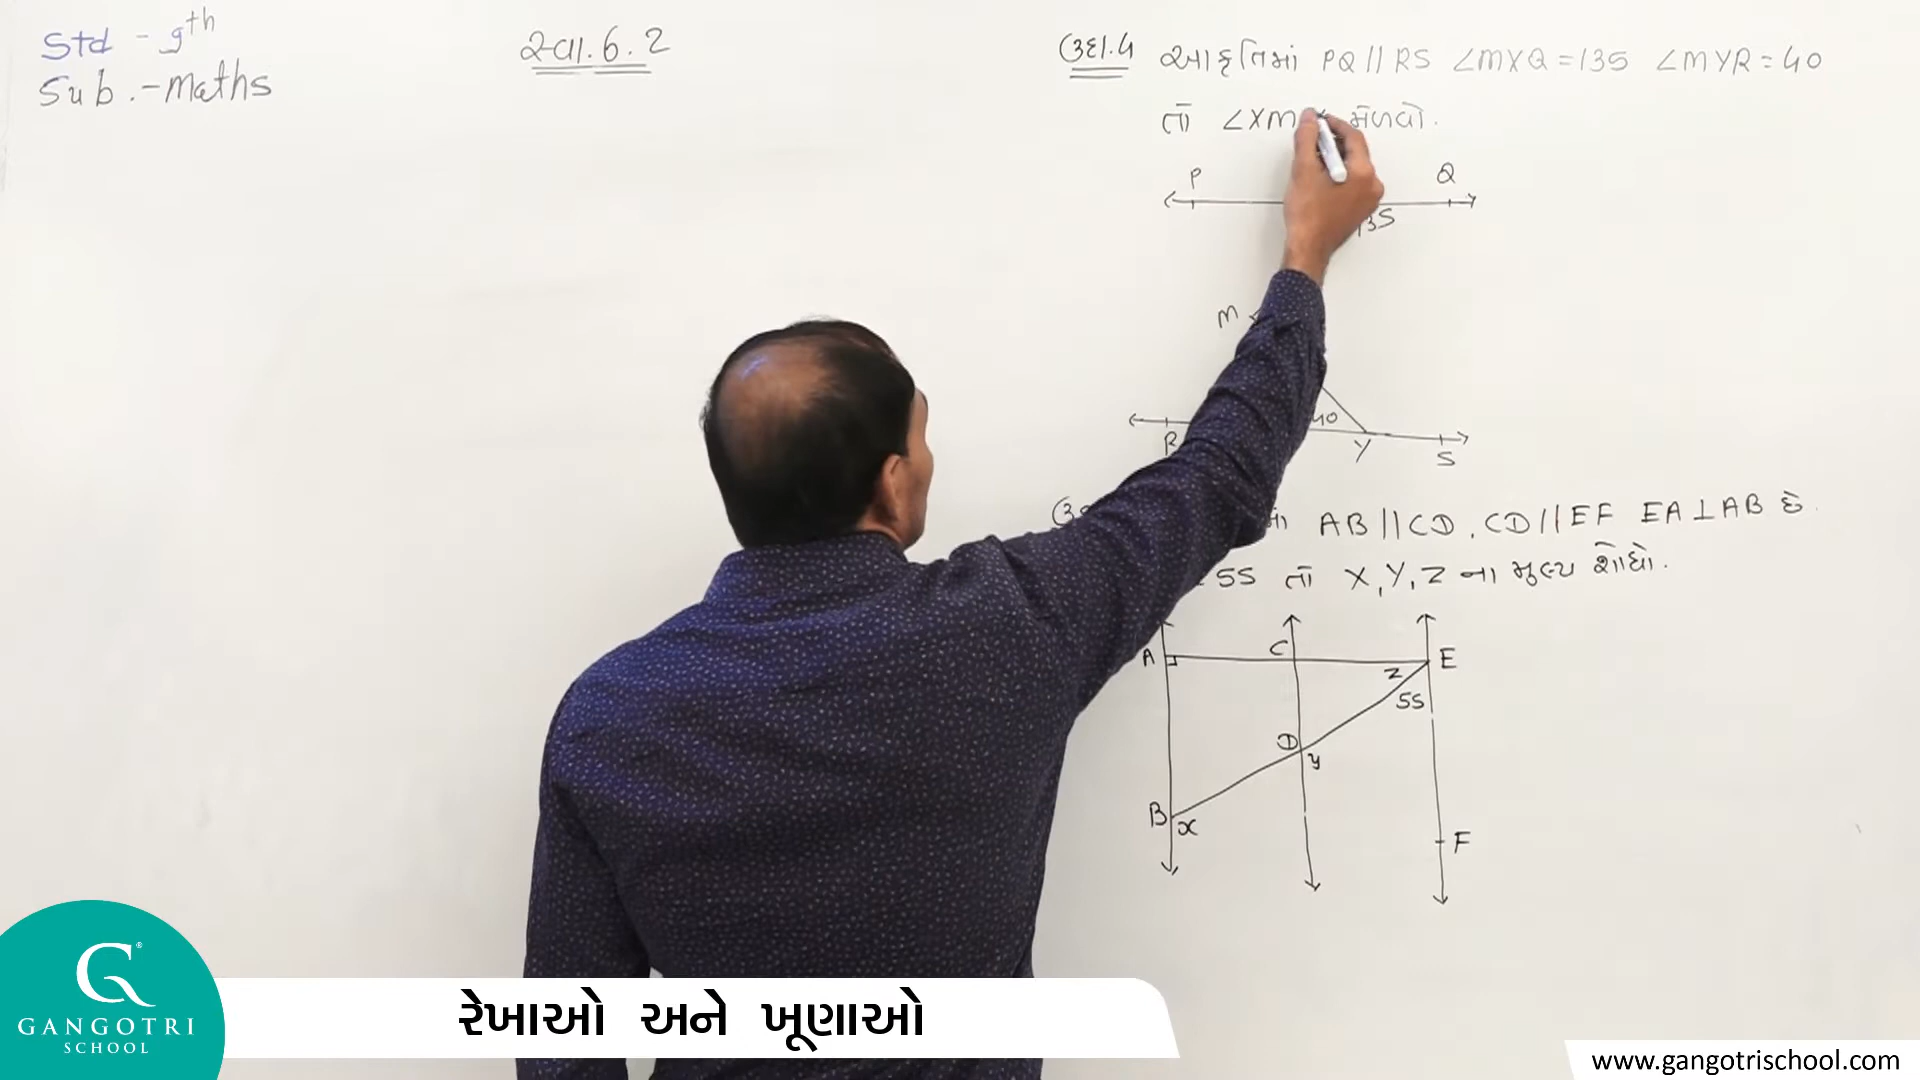 Std - 9th
Sub.-maths
સ્વા. 6.2
ઉદા.4 આકૃતિમાં PQ // RS ∠MXQ=135 ∠MYR=40
તો ∠XM મેળવો.
P Q
135
M
40
R Y S
AB || CD, CD // EF EA ⊥ AB છે.
55 તો X, Y, Z ના મુલ્ય શોધો.
A C E
Z
55
D
y
B
x
F
G
GANGOTRI
SCHOOL
રેખાઓ અને ખૂણાઓ
www.gangotrischool.com